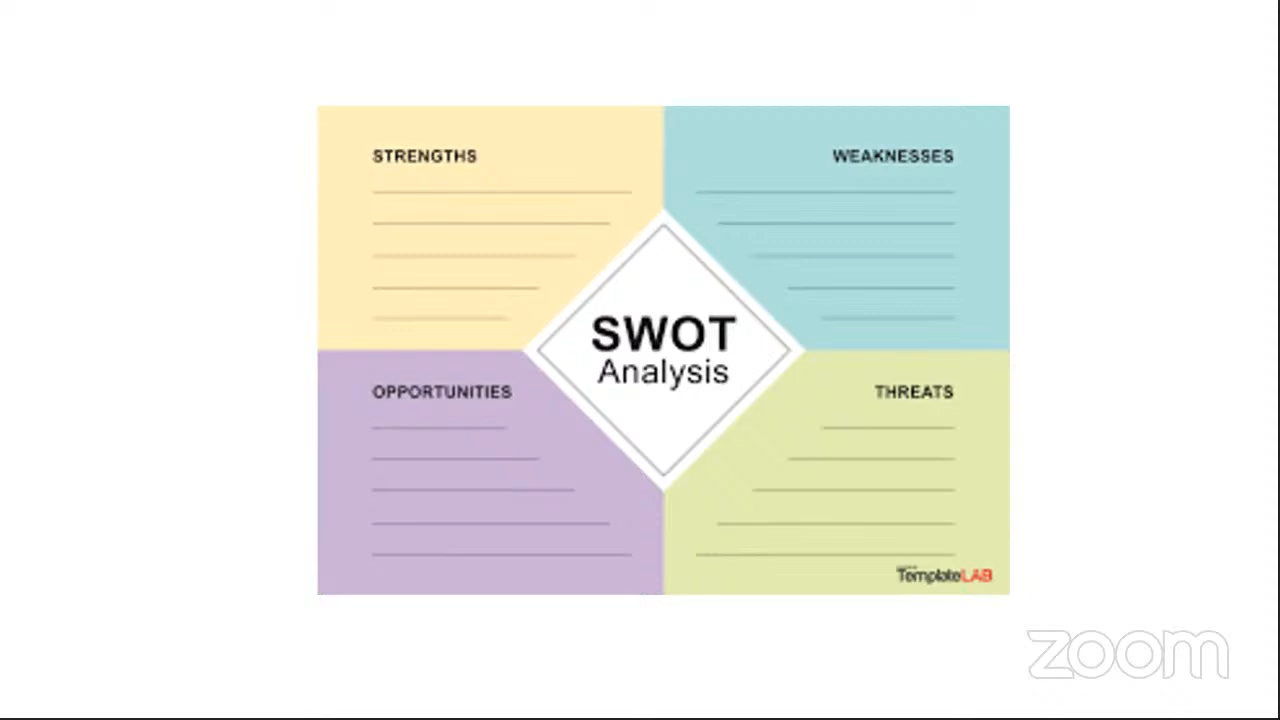 STRENGTHS
WEAKNESSES
SWOT
Analysis
OPPORTUNITIES
THREATS
TemplateLAB
zoom